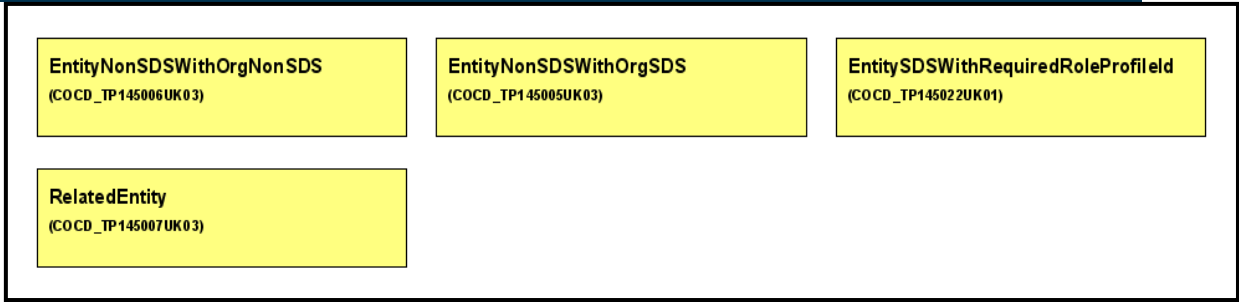 EntityNonSDSWithOrgNonSDS
(COCD_TP145006UK03)
EntityNonSDSWithOrgSDS
(COCD_TP145005UK03)
EntitySDSWithRequiredRoleProfileId
(COCD_TP145022UK01)
RelatedEntity
(COCD_TP145007UK03)